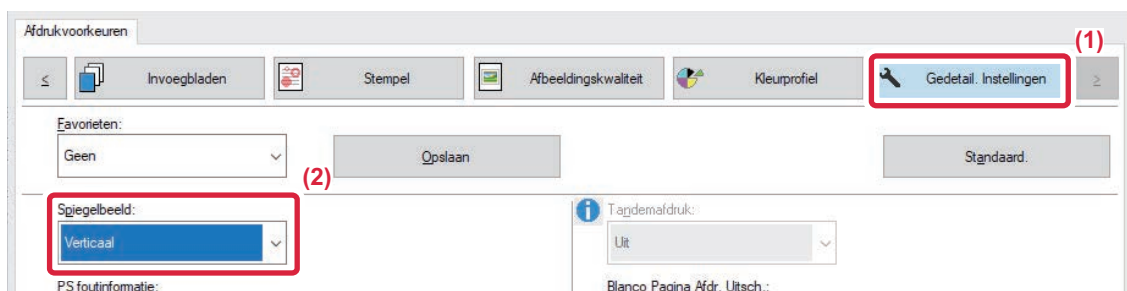 Afdrukvoorkeuren
(1)
< Invoegbladen Stempel Afbeeldingskwaliteit Kleurprofiel Gedetail. Instellingen >
Favorieten:
Geen Opslaan Standaard.
(2)
Spiegelbeeld: Tandemafdruk:
Verticaal Uit
PS foutinformatie: Blanco Pagina Afdr. Uitsch.: